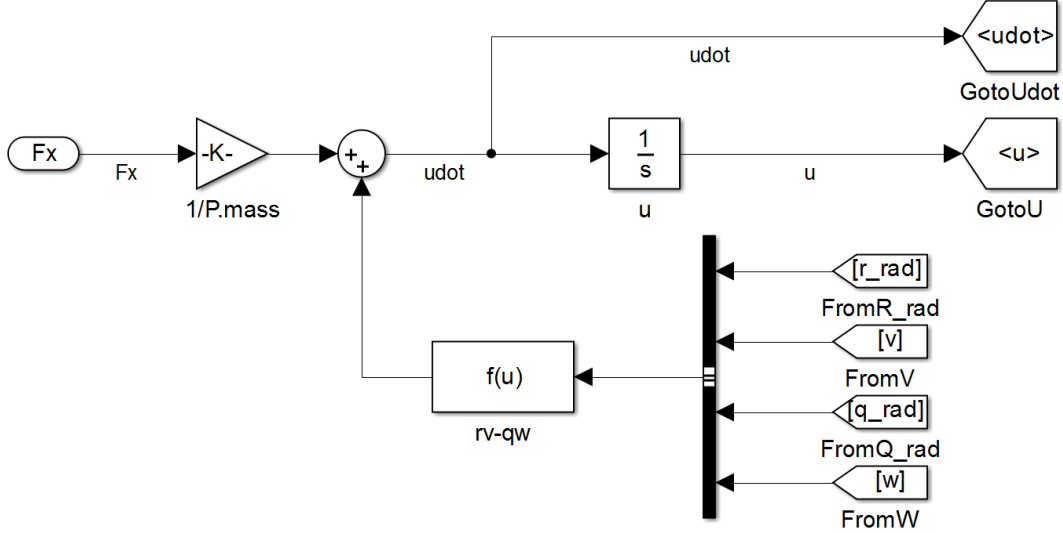 <udot>
udot
GotoUdot
Fx
Fx
-K-
1/P.mass
++
udot
1
s
u
u
<u>
GotoU
[r_rad]
FromR_rad
[v]
FromV
f(u)
rv-qw
[q_rad]
FromQ_rad
[w]
FromW